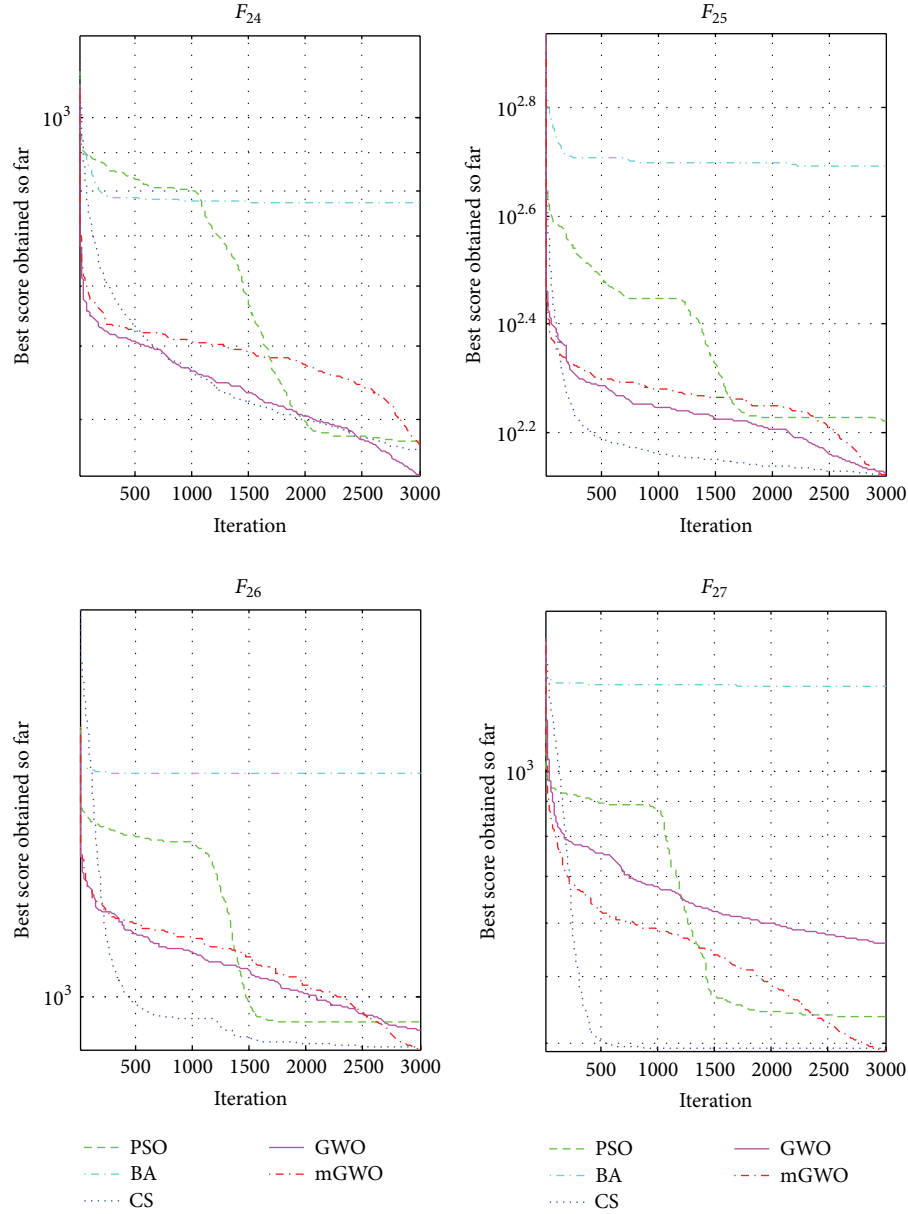 F24
Best score obtained so far
10^3
500 1000 1500 2000 2500 3000
Iteration
F25
Best score obtained so far
10^2.8
10^2.6
10^2.4
10^2.2
500 1000 1500 2000 2500 3000
Iteration
F26
Best score obtained so far
10^3
500 1000 1500 2000 2500 3000
Iteration
PSO
BA
CS
GWO
mGWO
F27
Best score obtained so far
10^3
500 1000 1500 2000 2500 3000
Iteration
PSO
BA
CS
GWO
mGWO